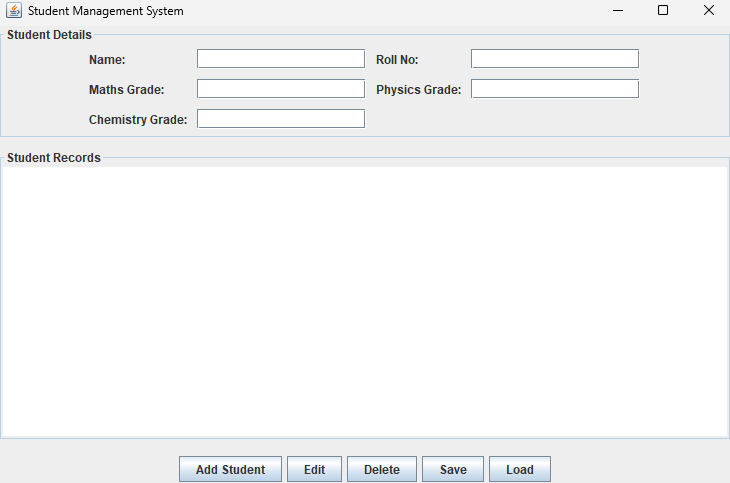 Student Management System
Student Details
Name: Roll No:
Maths Grade: Physics Grade:
Chemistry Grade:
Student Records
Add Student Edit Delete Save Load